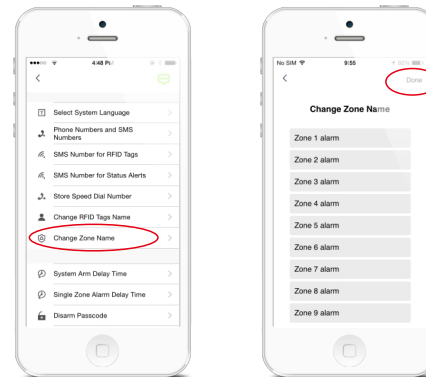 4:48 PM
Select System Language
Phone Numbers and SMS
Numbers
SMS Number for RFID Tags
SMS Number for Status Alerts
Store Speed Dial Number
Change RFID Tags Name
Change Zone Name
System Arm Delay Time
Single Zone Alarm Delay Time
Disarm Passcode
No SIM 9:55
Done
Change Zone Name
Zone 1 alarm
Zone 2 alarm
Zone 3 alarm
Zone 4 alarm
Zone 5 alarm
Zone 6 alarm
Zone 7 alarm
Zone 8 alarm
Zone 9 alarm